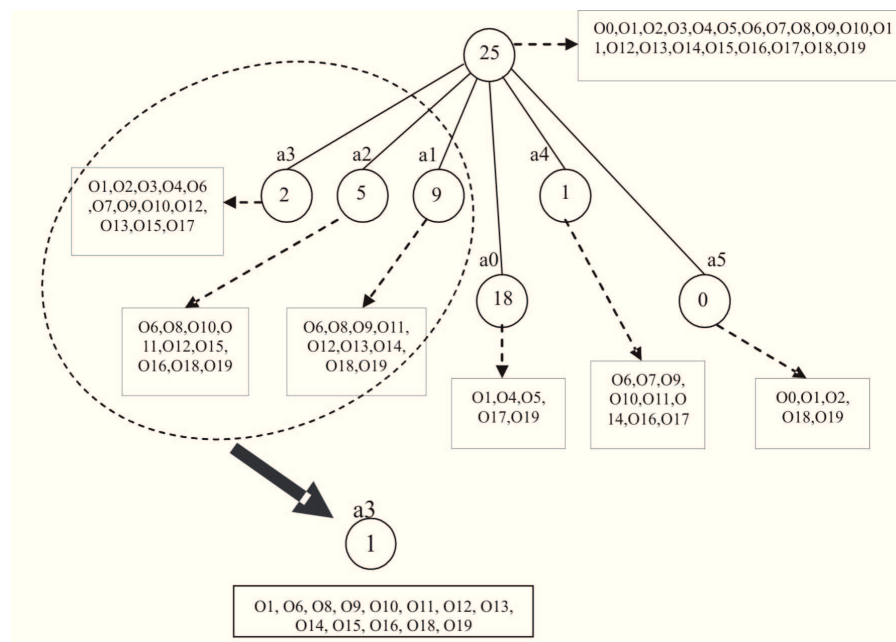 25
O0,O1,O2,O3,O4,O5,O6,O7,O8,O9,O10,O1
1,O12,O13,O14,O15,O16,O17,O18,O19
a3
a2
a1
a4
2
5
9
1
O1,O2,O3,O4,O6
,O7,O9,O10,O12,
O13,O15,O17
a0
18
a5
0
O6,O8,O10,O
11,O12,O15,
O16,O18,O19
O6,O8,O9,O11,
O12,O13,O14,
O18,O19
O1,O4,O5,
O17,O19
O6,O7,O9,
O10,O11,O
14,O16,O17
O0,O1,O2,
O18,O19
a3
1
O1, O6, O8, O9, O10, O11, O12, O13,
O14, O15, O16, O18, O19